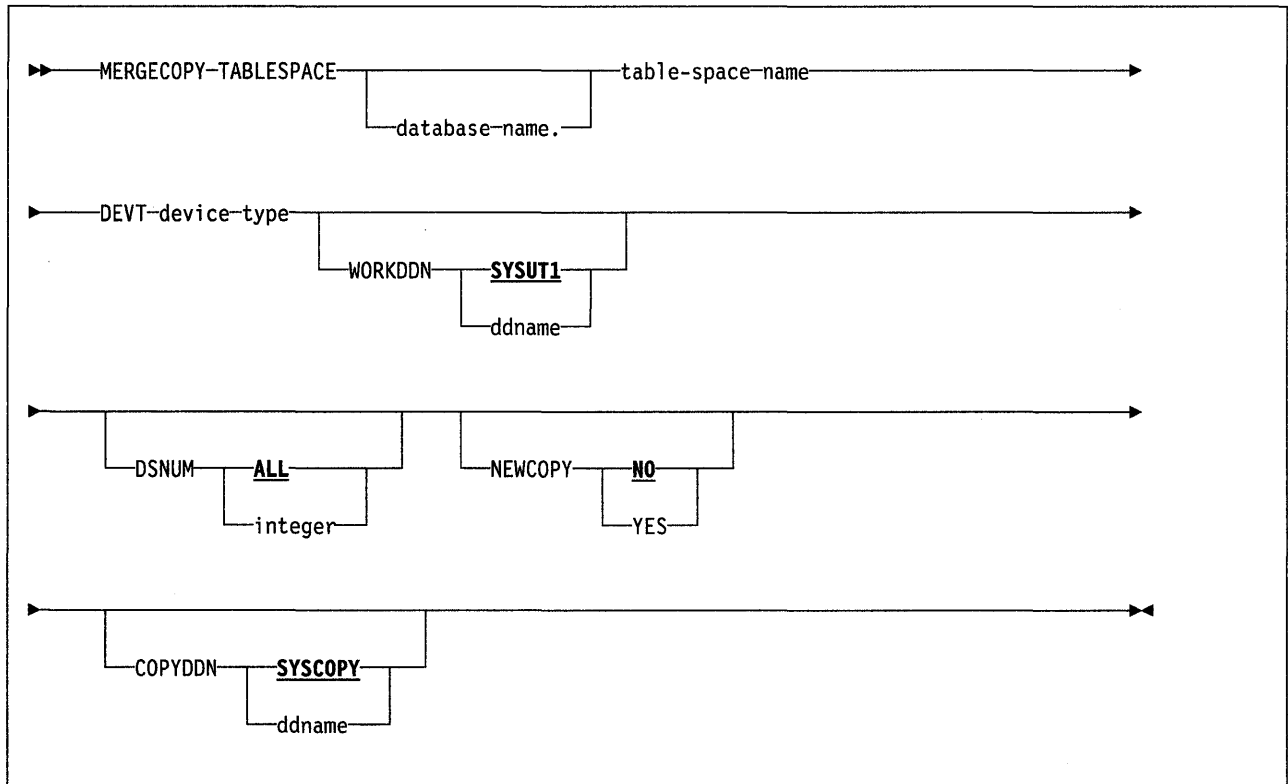 MERGECOPY TABLESPACE table-space name
database name.
DEVT device type
WORKDDN SYSUT1
ddname
DSNUM ALL NEWCOPY NO
integer YES
COPYDDN SYSCOPY
ddname